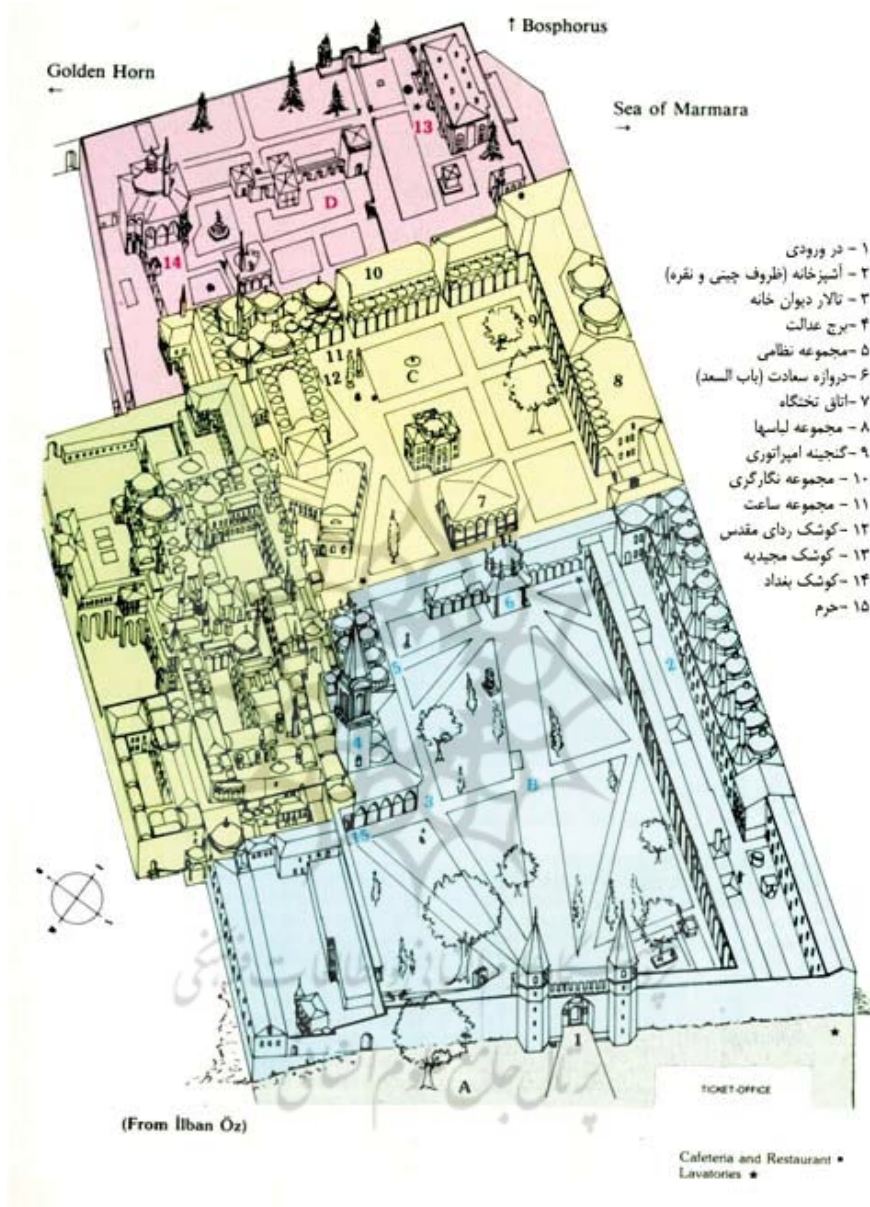 ↑ Bosphorus
Golden Horn
←
Sea of Marmara
→
13
D
14
۱ - در ورودی
۲ - آشپزخانه (ظروف چینی و نقره)
۳ - تالار دیوان خانه
۴ -برج عدالت
۵ -مجموعه نظامی
۶ -دروازه سعادت (باب السعد)
۷ -اتاق تختگاه
۸ - مجموعه لباسها
۹ -گنجینه امپراتوری
۱۰ - مجموعه نگارگری
۱۱ - مجموعه ساعت
۱۲ -کوشک ردای مقدس
۱۳ - کوشک مجیدیه
۱۴ -کوشک بغداد
۱۵ -حرم
10
9
11
12
C
8
7
6
5
2
4
B
3
15
1
A
پرتال جامع علوم انسانی
TICKET-OFFICE
(From İlban Öz)
Cafeteria and Restaurant ▪
Lavatories ★